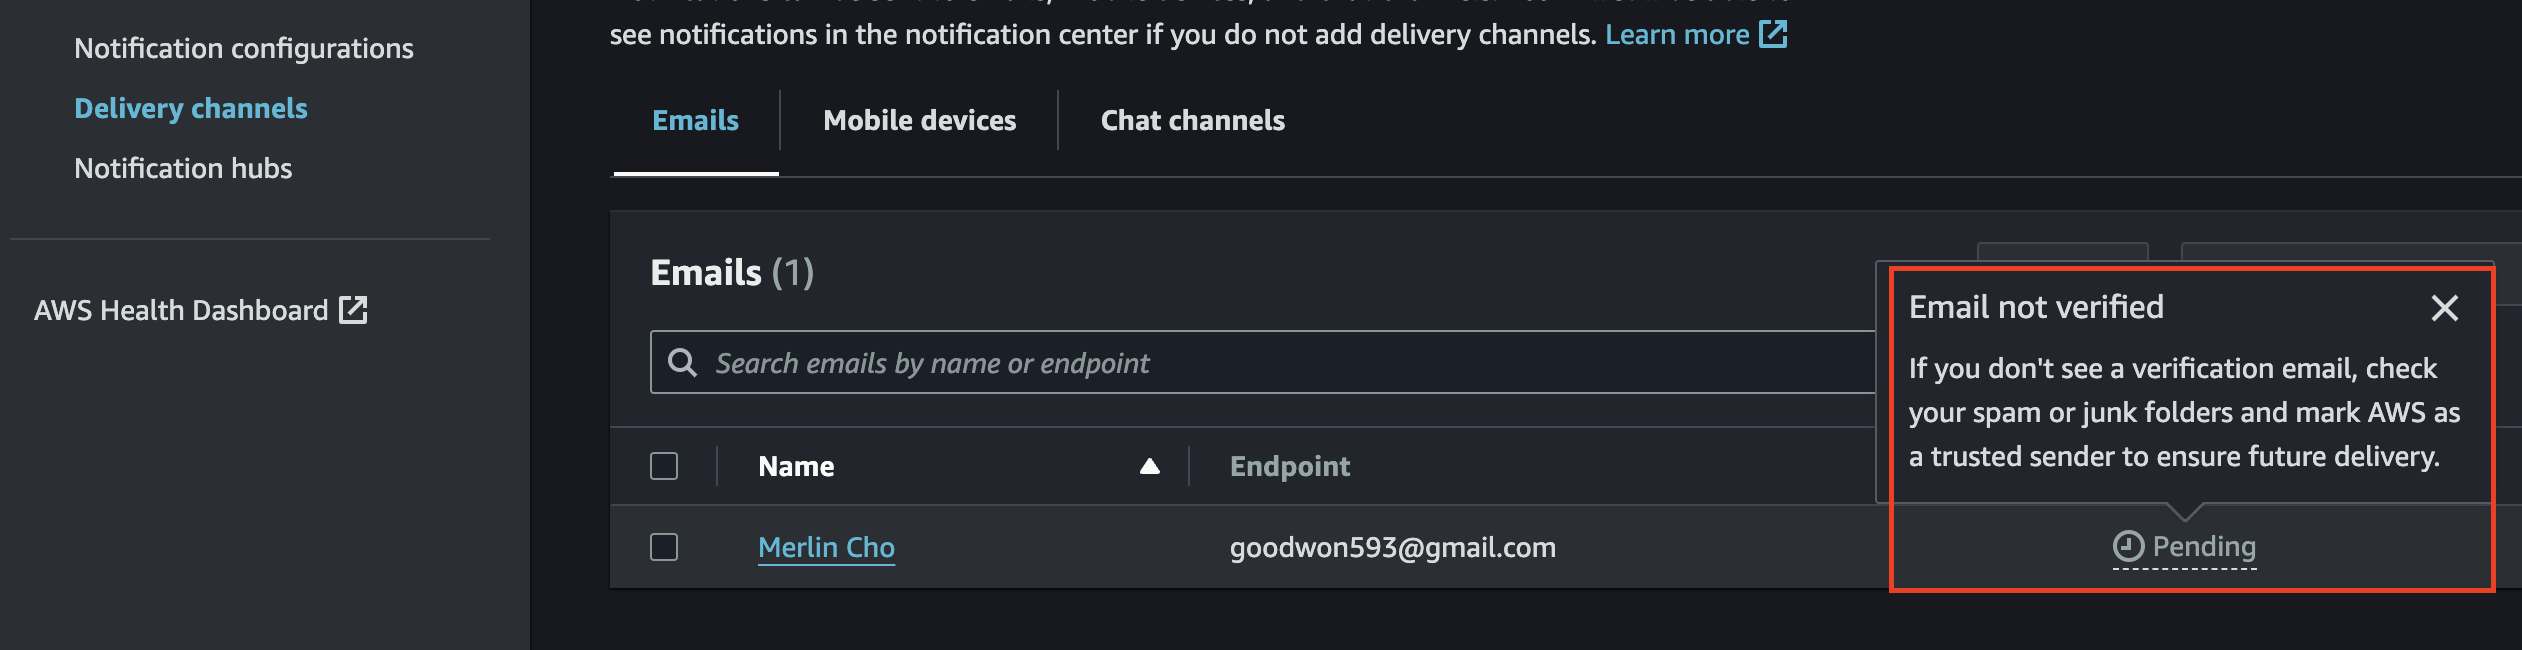 Notification configurations
Delivery channels
Notification hubs
AWS Health Dashboard
see notifications in the notification center if you do not add delivery channels. Learn more
Emails
Mobile devices
Chat channels
Emails (1)
Search emails by name or endpoint
Name
Endpoint
Merlin Cho
goodwon593@gmail.com
Email not verified
If you don't see a verification email, check
your spam or junk folders and mark AWS as
a trusted sender to ensure future delivery.
Pending